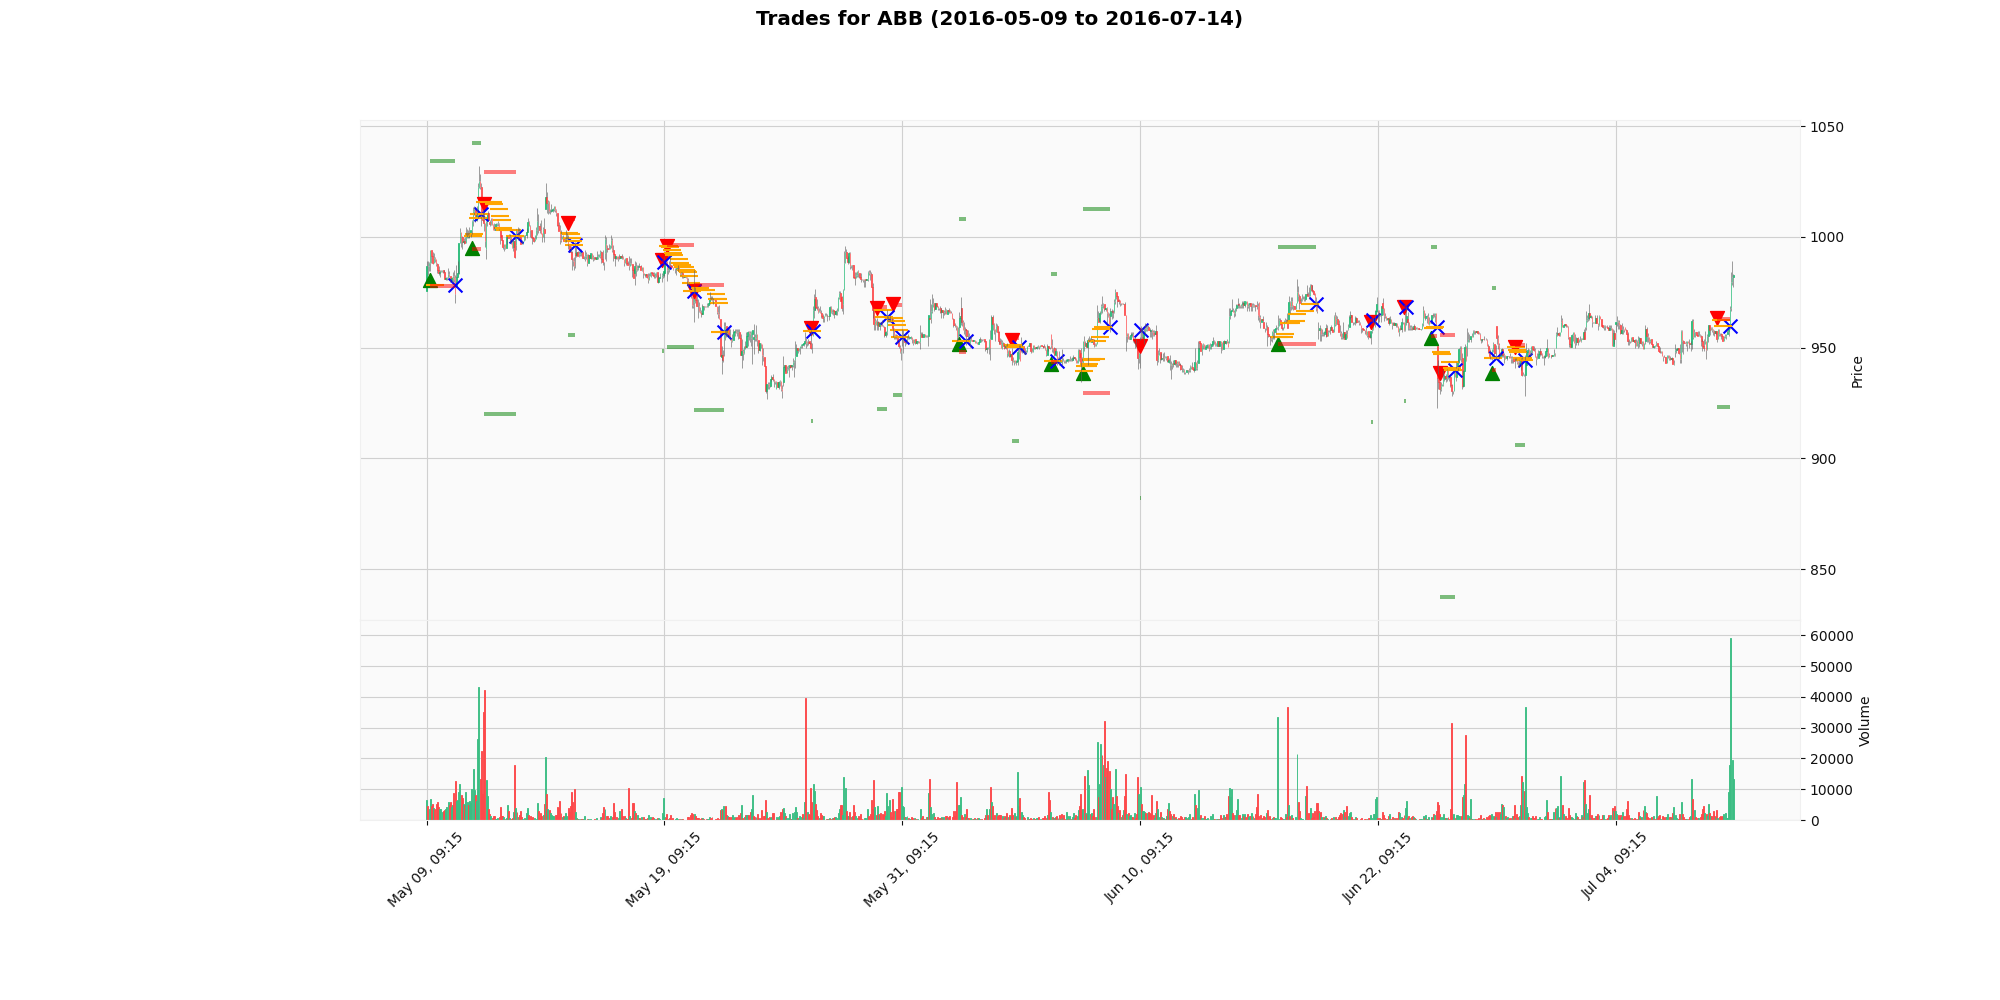 Trades for ABB (2016-05-09 to 2016-07-14)
1050
1000
950
900
850
Price
60000
50000
40000
30000
20000
10000
0
Volume
May 09, 09:15
May 19, 09:15
May 31, 09:15
Jun 10, 09:15
Jun 22, 09:15
Jul 04, 09:15